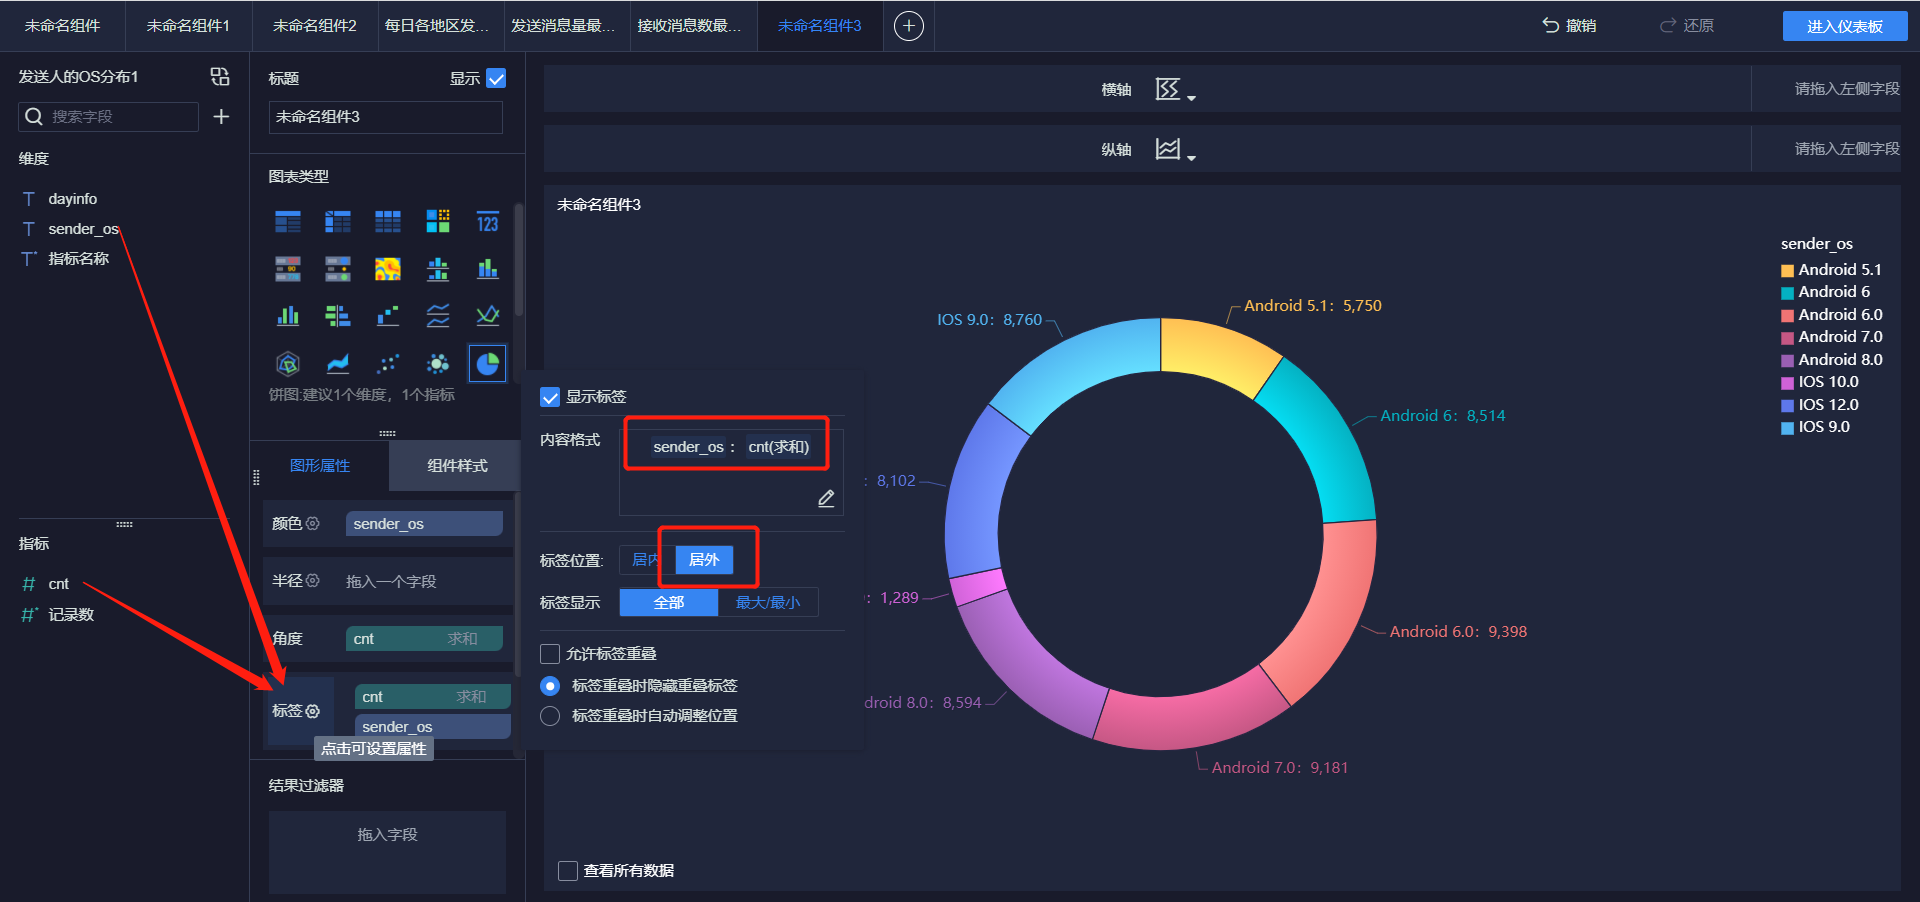 未命名组件
未命名组件1
未命名组件2
每日各地区发...
发送消息量最...
接收消息数最...
未命名组件3
撤销
还原
进入仪表板
发送人的OS分布1
搜索字段
维度
T dayinfo
T sender_os
T* 指标名称
指标
# cnt
#* 记录数
标题
显示
未命名组件3
图表类型
123
90
饼图:建议1个维度，1个指标
图形属性
组件样式
颜色
sender_os
半径
拖入一个字段
角度
cnt 求和
标签
cnt 求和
sender_os
点击可设置属性
结果过滤器
拖入字段
横轴
请拖入左侧字段
纵轴
请拖入左侧字段
未命名组件3
显示标签
内容格式
sender_os： cnt(求和)
标签位置:
居内
居外
标签显示
全部
最大/最小
允许标签重叠
标签重叠时隐藏重叠标签
标签重叠时自动调整位置
IOS 9.0：8,760
Android 5.1：5,750
Android 6：8,514
：8,102
：1,289
Android 6.0：9,398
droid 8.0：8,594
Android 7.0：9,181
sender_os
Android 5.1
Android 6
Android 6.0
Android 7.0
Android 8.0
IOS 10.0
IOS 12.0
IOS 9.0
查看所有数据